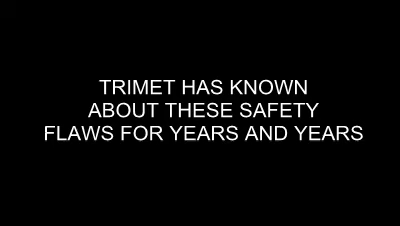 TRIMET HAS KNOWN
ABOUT THESE SAFETY
FLAWS FOR YEARS AND YEARS